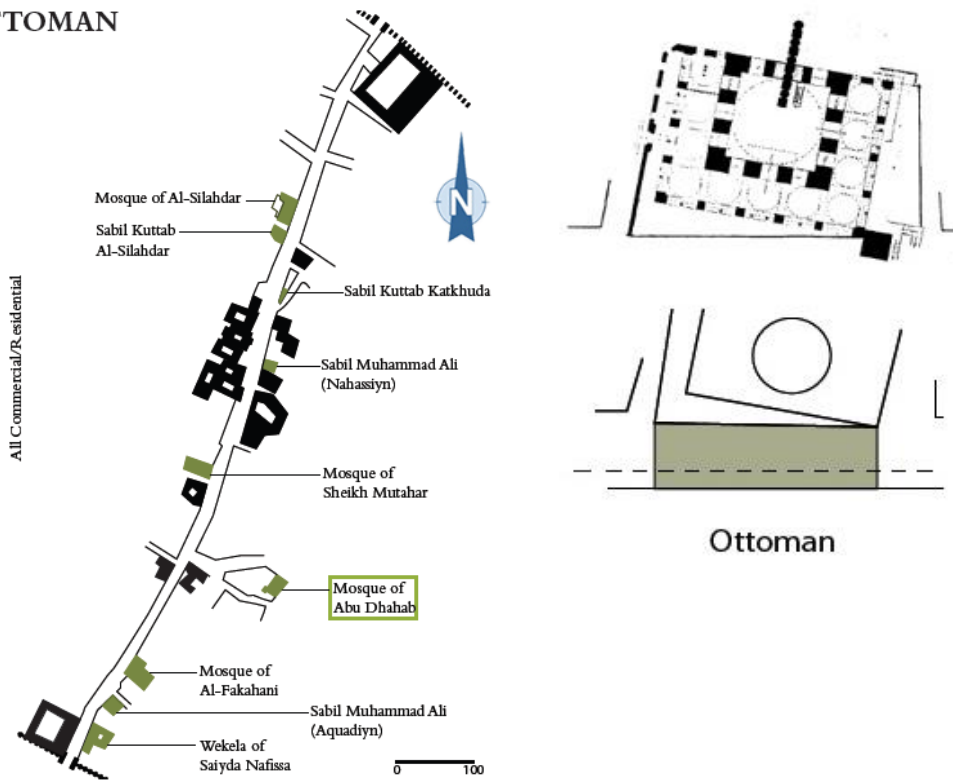 TOMAN
N
Mosque of Al-Silahdar
Sabil Kuttab
Al-Silahdar
Sabil Kuttab Katkhuda
All Commercial/Residential
Sabil Muhammad Ali
(Nahassiyn)
Mosque of
Sheikh Mutahar
Mosque of
Abu Dhahab
Mosque of
Al-Fakahani
Sabil Muhammad Ali
(Aquadiyn)
Wekela of
Saiyda Nafissa
0 100
Ottoman